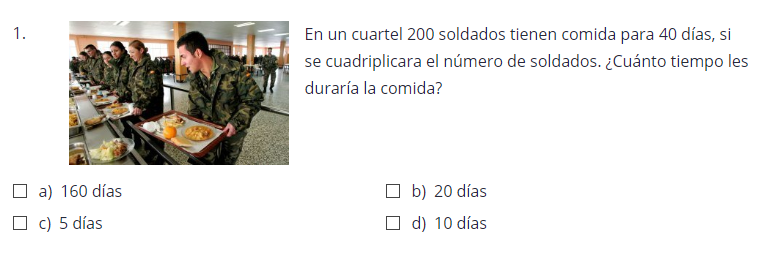 1.
En un cuartel 200 soldados tienen comida para 40 días, si
se cuadriplicara el número de soldados. ¿Cuánto tiempo les
duraría la comida?
a) 160 días
b) 20 días
c) 5 días
d) 10 días